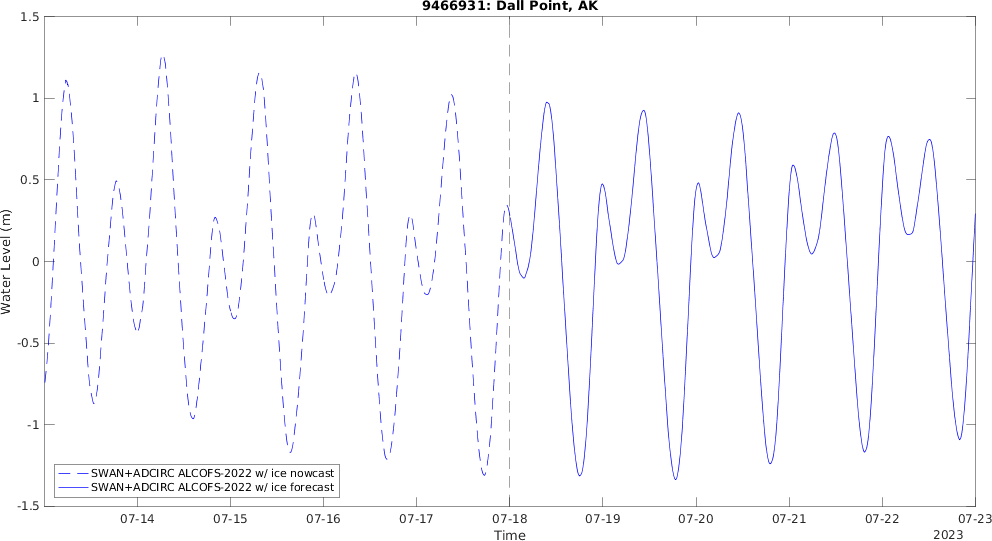 9466931: Dall Point, AK
Water Level (m)
1.5
1
0.5
0
-0.5
-1
-1.5
SWAN+ADCIRC ALCOFS-2022 w/ ice nowcast
SWAN+ADCIRC ALCOFS-2022 w/ ice forecast
07-14 07-15 07-16 07-17 07-18 07-19 07-20 07-21 07-22 07-23
Time
2023